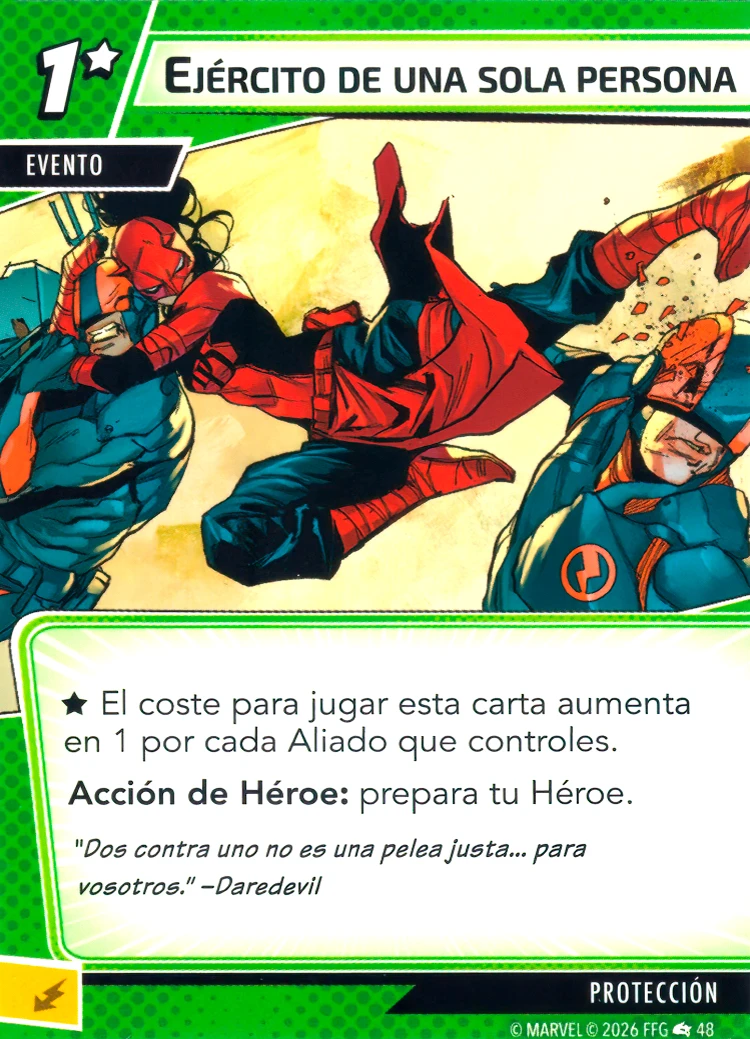 1★
EJÉRCITO DE UNA SOLA PERSONA
EVENTO
★ El coste para jugar esta carta aumenta
en 1 por cada Aliado que controles.
Acción de Héroe: prepara tu Héroe.
"Dos contra uno no es una pelea justa... para
vosotros." –Daredevil
PROTECCIÓN
© MARVEL © 2026 FFG 48